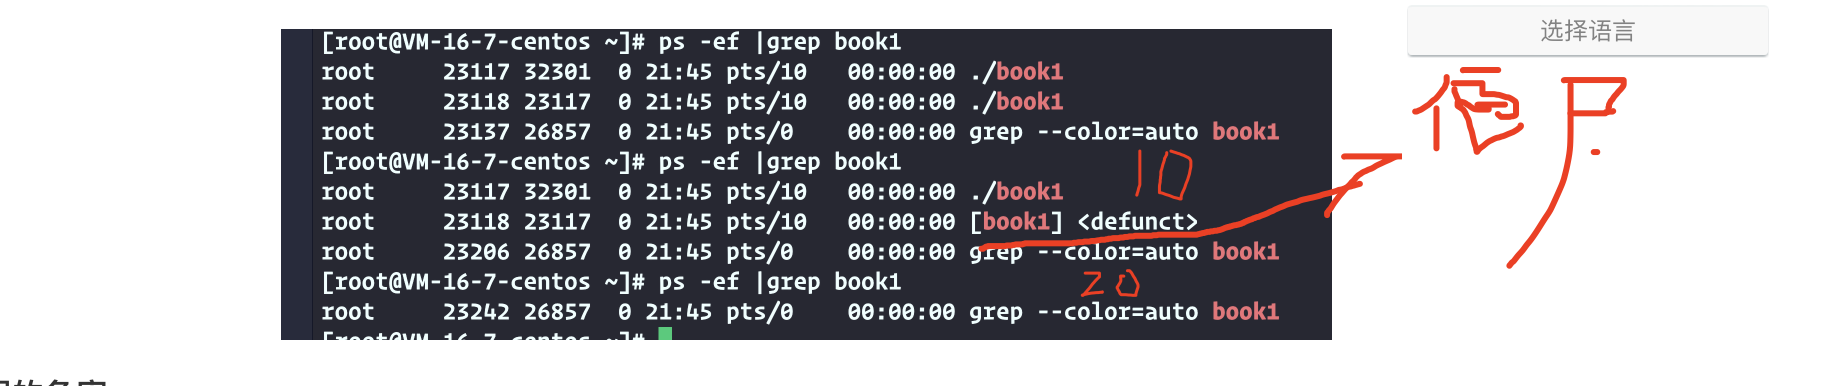 选择语言
[root@VM-16-7-centos ~]# ps -ef |grep book1
root 23117 32301 0 21:45 pts/10 00:00:00 ./book1
root 23118 23117 0 21:45 pts/10 00:00:00 ./book1
root 23137 26857 0 21:45 pts/0 00:00:00 grep --color=auto book1
[root@VM-16-7-centos ~]# ps -ef |grep book1
10
root 23117 32301 0 21:45 pts/10 00:00:00 ./book1
root 23118 23117 0 21:45 pts/10 00:00:00 [book1] <defunct>
root 23206 26857 0 21:45 pts/0 00:00:00 grep --color=auto book1
[root@VM-16-7-centos ~]# ps -ef |grep book1
20
root 23242 26857 0 21:45 pts/0 00:00:00 grep --color=auto book1
[root@VM-16-7-centos ~]#